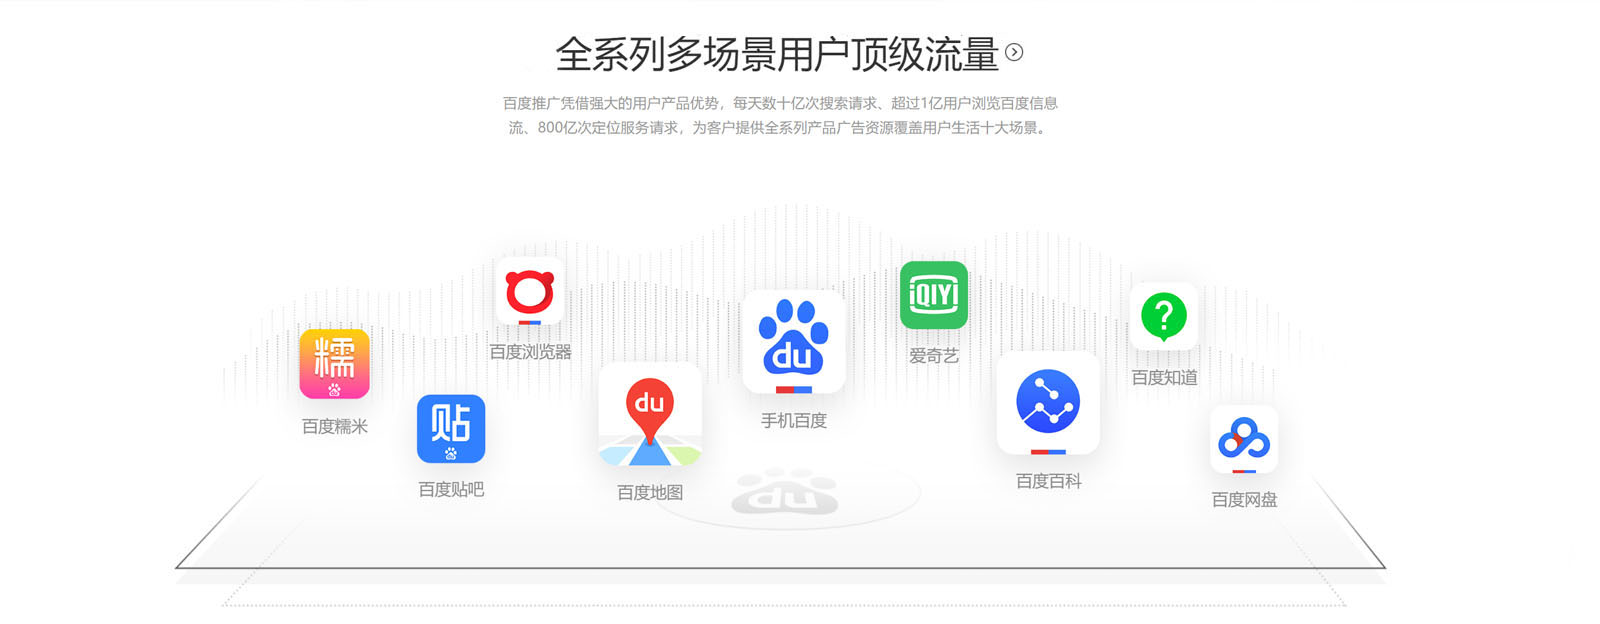 全系列多场景用户顶级流量
百度推广凭借强大的用户产品优势，每天数十亿次搜索请求、超过1亿用户浏览百度信息
流、800亿次定位服务请求，为客户提供全系列产品广告资源覆盖用户生活十大场景。
iQIYI
爱奇艺
百度浏览器
?
百度知道
du
手机百度
糯
百度糯米
du
百度地图
贴
百度贴吧
百度百科
百度网盘
du